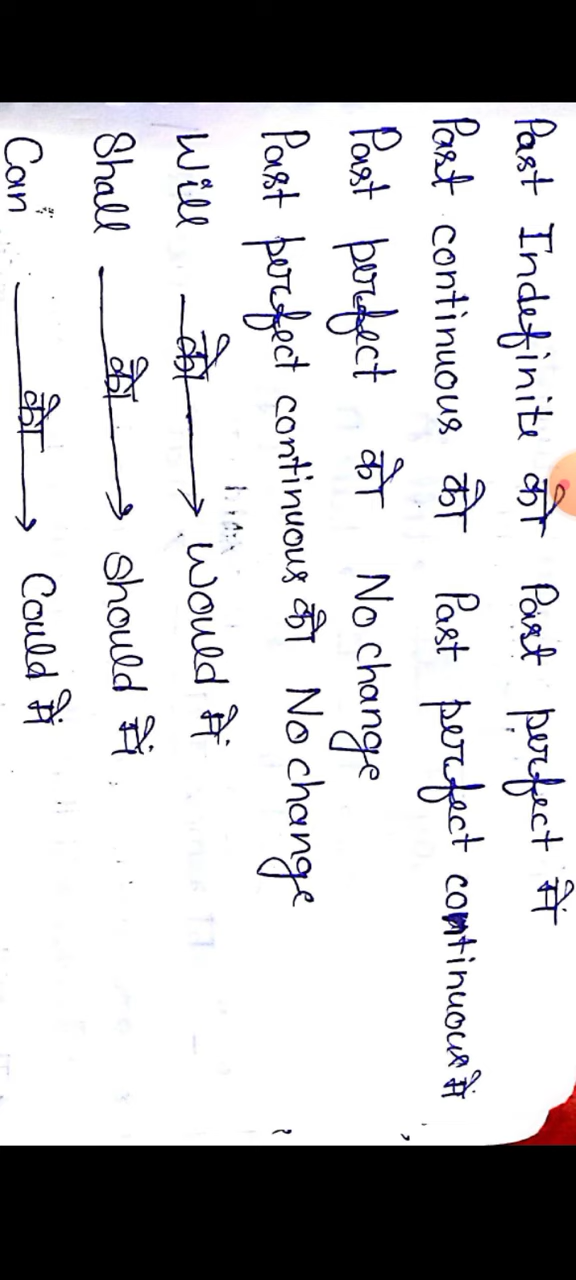 Past Indefinite को Past perfect में
Past continuous को Past perfect continuous में
Past perfect को No change
Past perfect continuous को No change
Will को Would में
Shall को Should में
Can को Could में